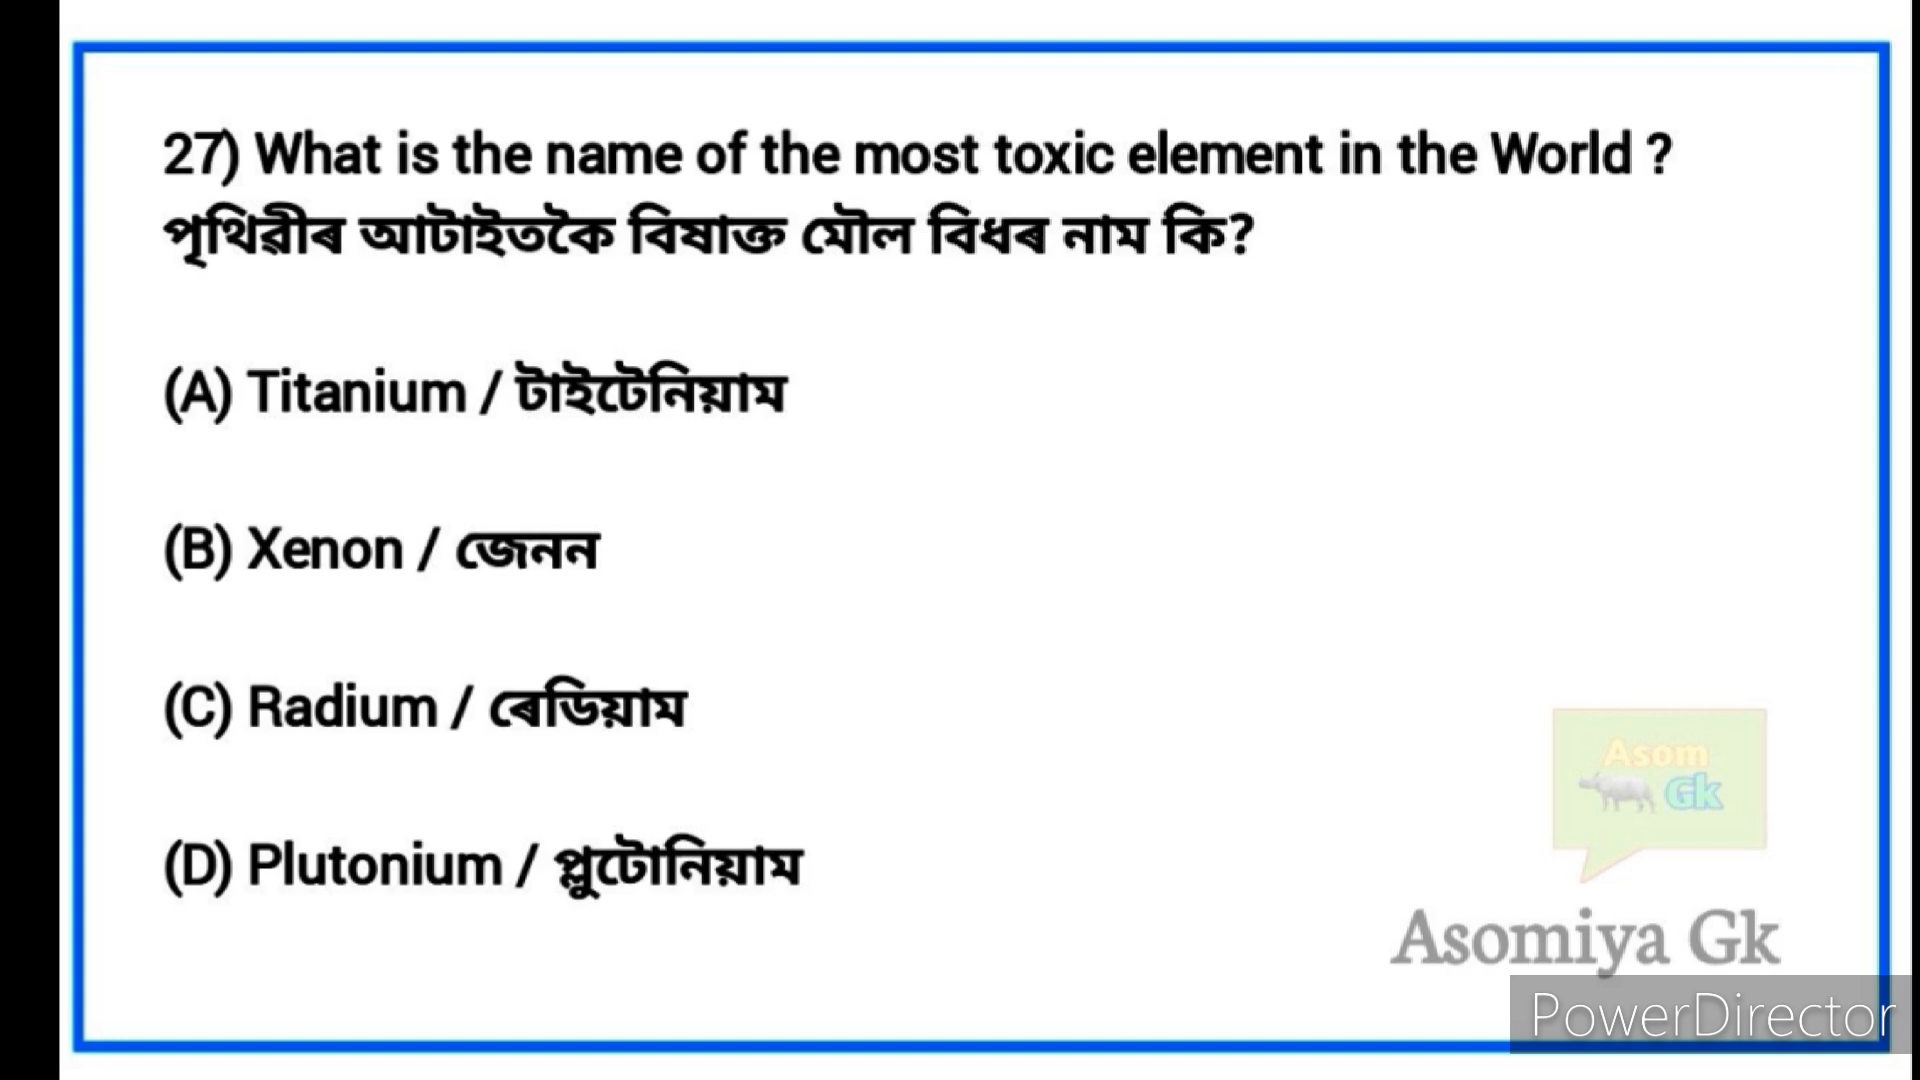 27) What is the name of the most toxic element in the World ?
পৃথিৱীৰ আটাইতকৈ বিষাক্ত মৌল বিধৰ নাম কি?
(A) Titanium / টাইটেনিয়াম
(B) Xenon / জেনন
(C) Radium / ৰেডিয়াম
(D) Plutonium / প্লুটোনিয়াম
Asom
Gk
Asomiya Gk
PowerDirector